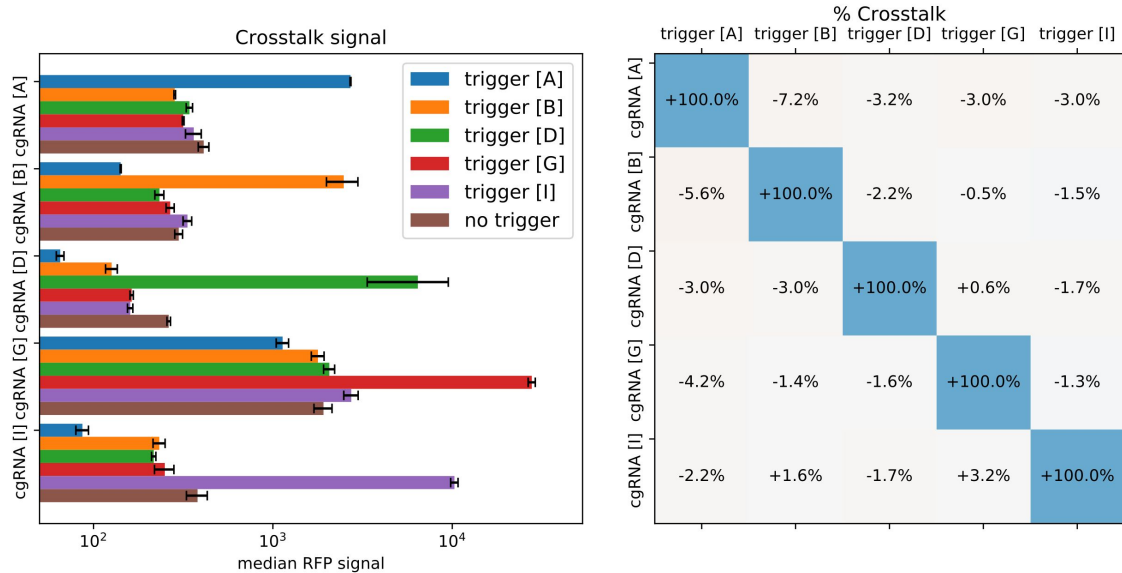 Crosstalk signal
cgRNA [A]
cgRNA [B]
cgRNA [D]
cgRNA [G]
cgRNA [I]
trigger [A]
trigger [B]
trigger [D]
trigger [G]
trigger [I]
no trigger
10²
10³
10⁴
median RFP signal
% Crosstalk
trigger [A] trigger [B] trigger [D] trigger [G] trigger [I]
cgRNA [A]
+100.0% -7.2% -3.2% -3.0% -3.0%
cgRNA [B]
-5.6% +100.0% -2.2% -0.5% -1.5%
cgRNA [D]
-3.0% -3.0% +100.0% +0.6% -1.7%
cgRNA [G]
-4.2% -1.4% -1.6% +100.0% -1.3%
cgRNA [I]
-2.2% +1.6% -1.7% +3.2% +100.0%